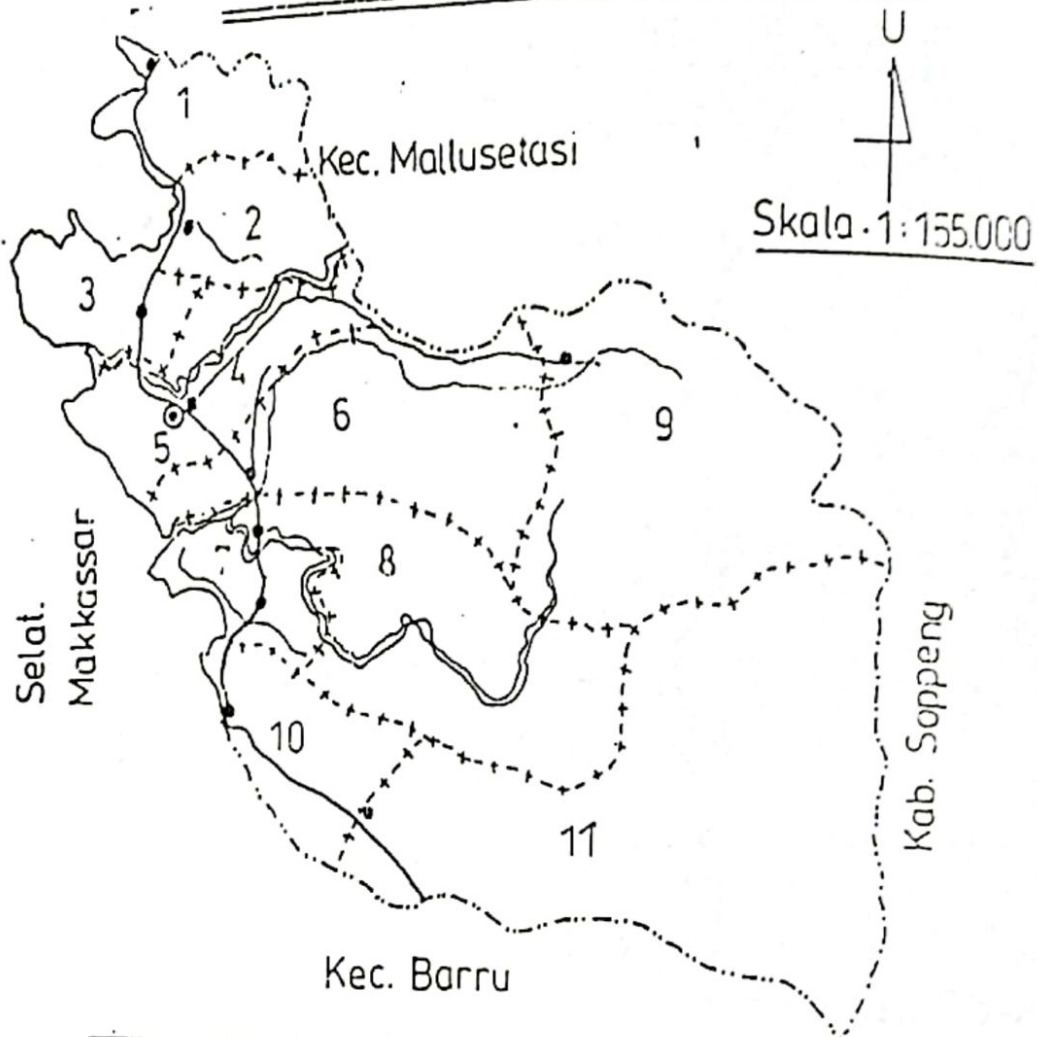 U
1
Kec. Mallusetasi
2
Skala.1:155.000
3
4
6
9
5
7
8
Selat.
Makkassar
Kab. Soppeng
10
11
Kec. Barru